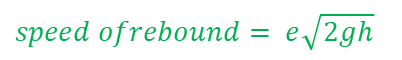 speed ofrebound = e√2gh